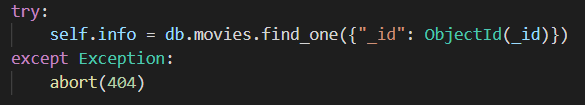 try:
    self.info = db.movies.find_one({"_id": ObjectId(_id)})
except Exception:
    abort(404)